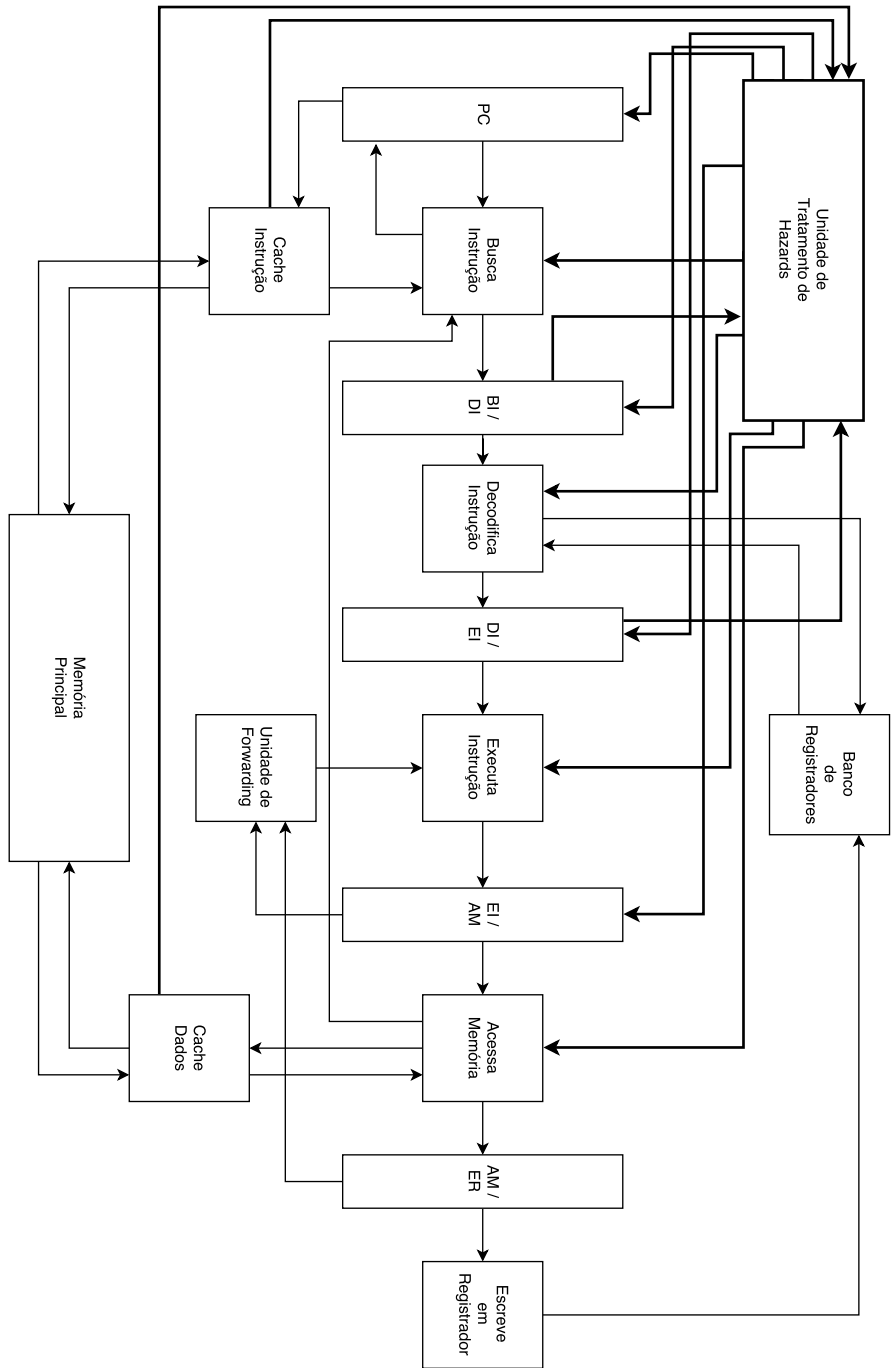 Unidade de
Tratamento de
Hazards
Banco
de
Registradores
PC
Busca
Instrução
BI /
DI
Decodifica
Instrução
DI /
EI
Executa
Instrução
EI /
AM
Acessa
Memória
AM /
ER
Escreve
em
Registrador
Cache
Instrução
Unidade de
Forwarding
Cache
Dados
Memória
Principal